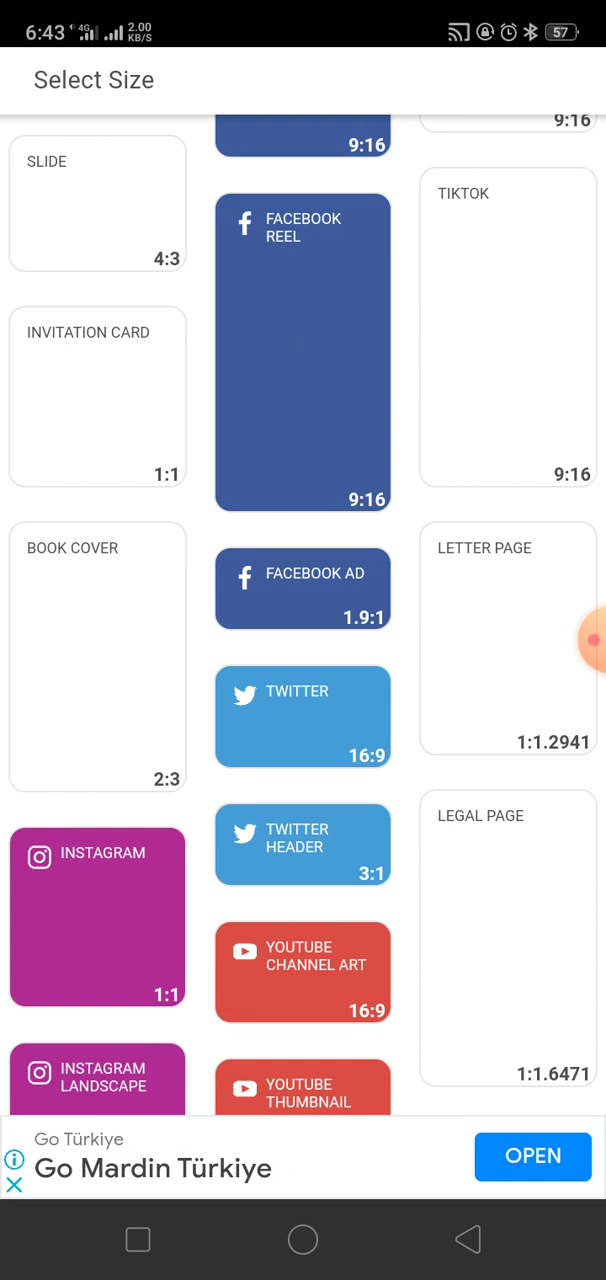 6:43
4G
2.00
KB/S
57
Select Size
9:16
9:16
SLIDE
4:3
TIKTOK
9:16
FACEBOOK
REEL
9:16
INVITATION CARD
1:1
BOOK COVER
2:3
FACEBOOK AD
1.9:1
LETTER PAGE
1:1.2941
TWITTER
16:9
TWITTER
HEADER
3:1
LEGAL PAGE
1:1.6471
INSTAGRAM
1:1
YOUTUBE
CHANNEL ART
16:9
INSTAGRAM
LANDSCAPE
YOUTUBE
THUMBNAIL
Go Türkiye
Go Mardin Türkiye
OPEN